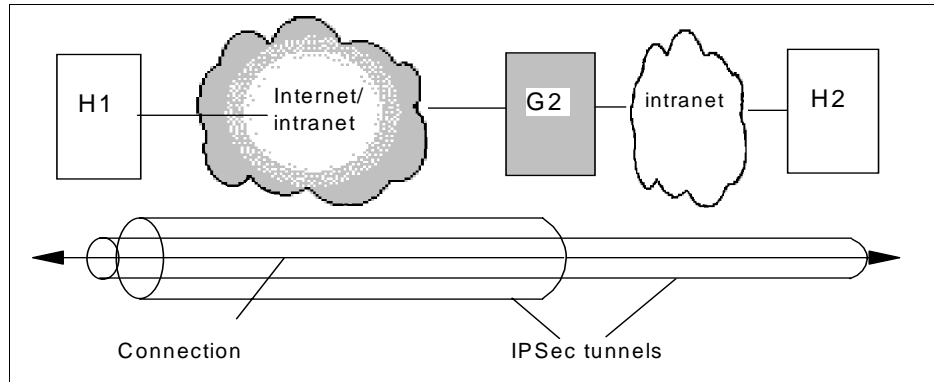 H1
Internet/
intranet
G2
intranet
H2
Connection
IPSec tunnels